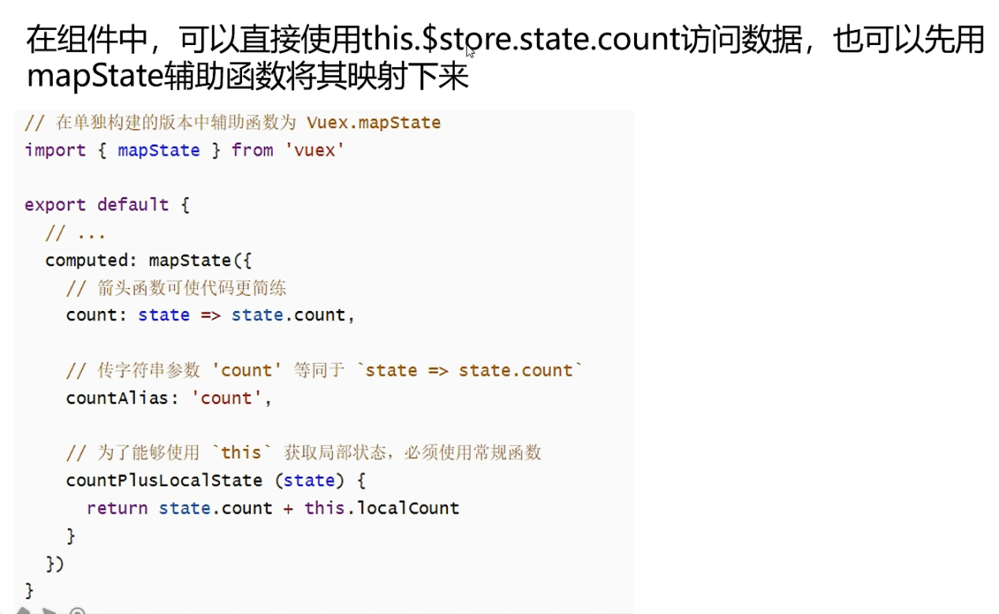 在组件中，可以直接使用this.$store.state.count访问数据，也可以先用
mapState辅助函数将其映射下来
// 在单独构建的版本中辅助函数为 Vuex.mapState
import { mapState } from 'vuex'
export default {
// ...
computed: mapState({
// 箭头函数可使代码更简练
count: state => state.count,
// 传字符串参数 'count' 等同于 `state => state.count`
countAlias: 'count',
// 为了能够使用 `this` 获取局部状态，必须使用常规函数
countPlusLocalState (state) {
return state.count + this.localCount
}
})
}